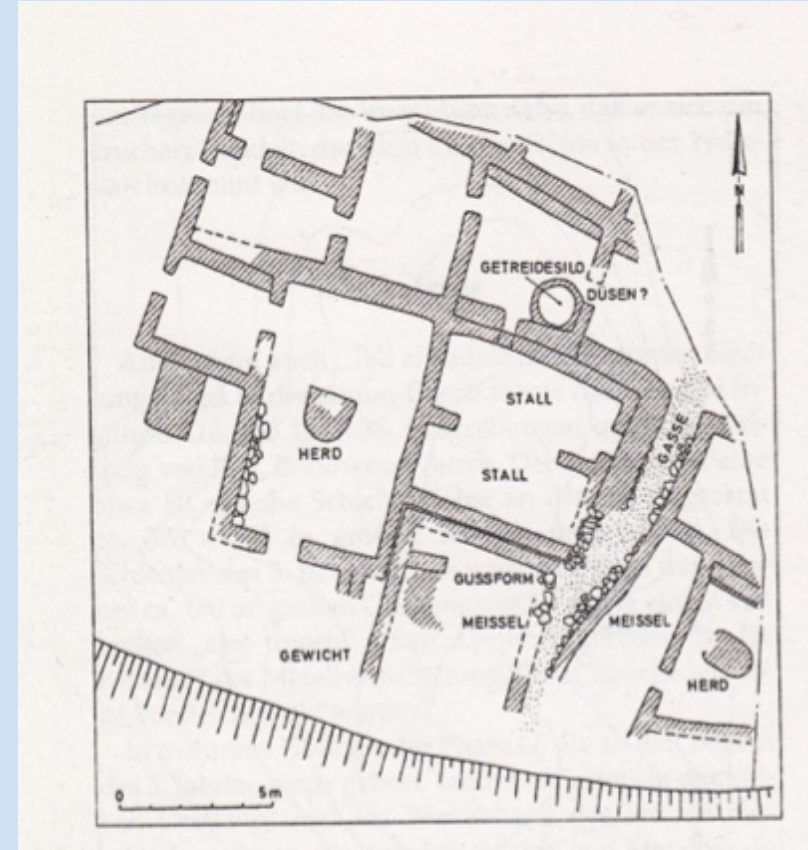 N
GETREIDESILO
DÜSEN?
STALL
GASSE
HERD
STALL
GUSSFORM
MEISSEL
MEISSEL
GEWICHT
HERD
0
5m